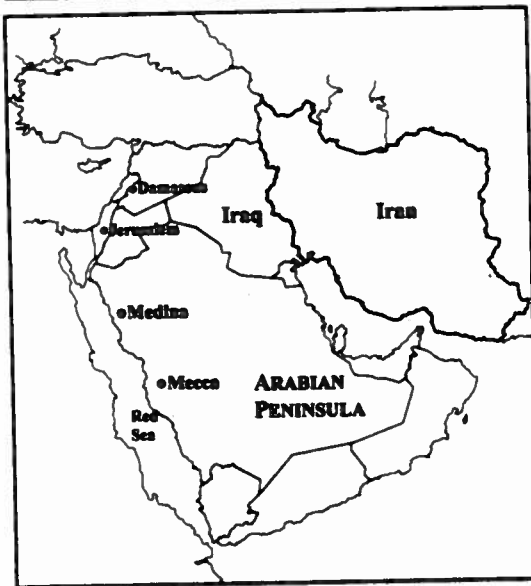 Damascus
Iraq
Iran
Jerusalem
Medina
Mecca
ARABIAN
PENINSULA
Red
Sea